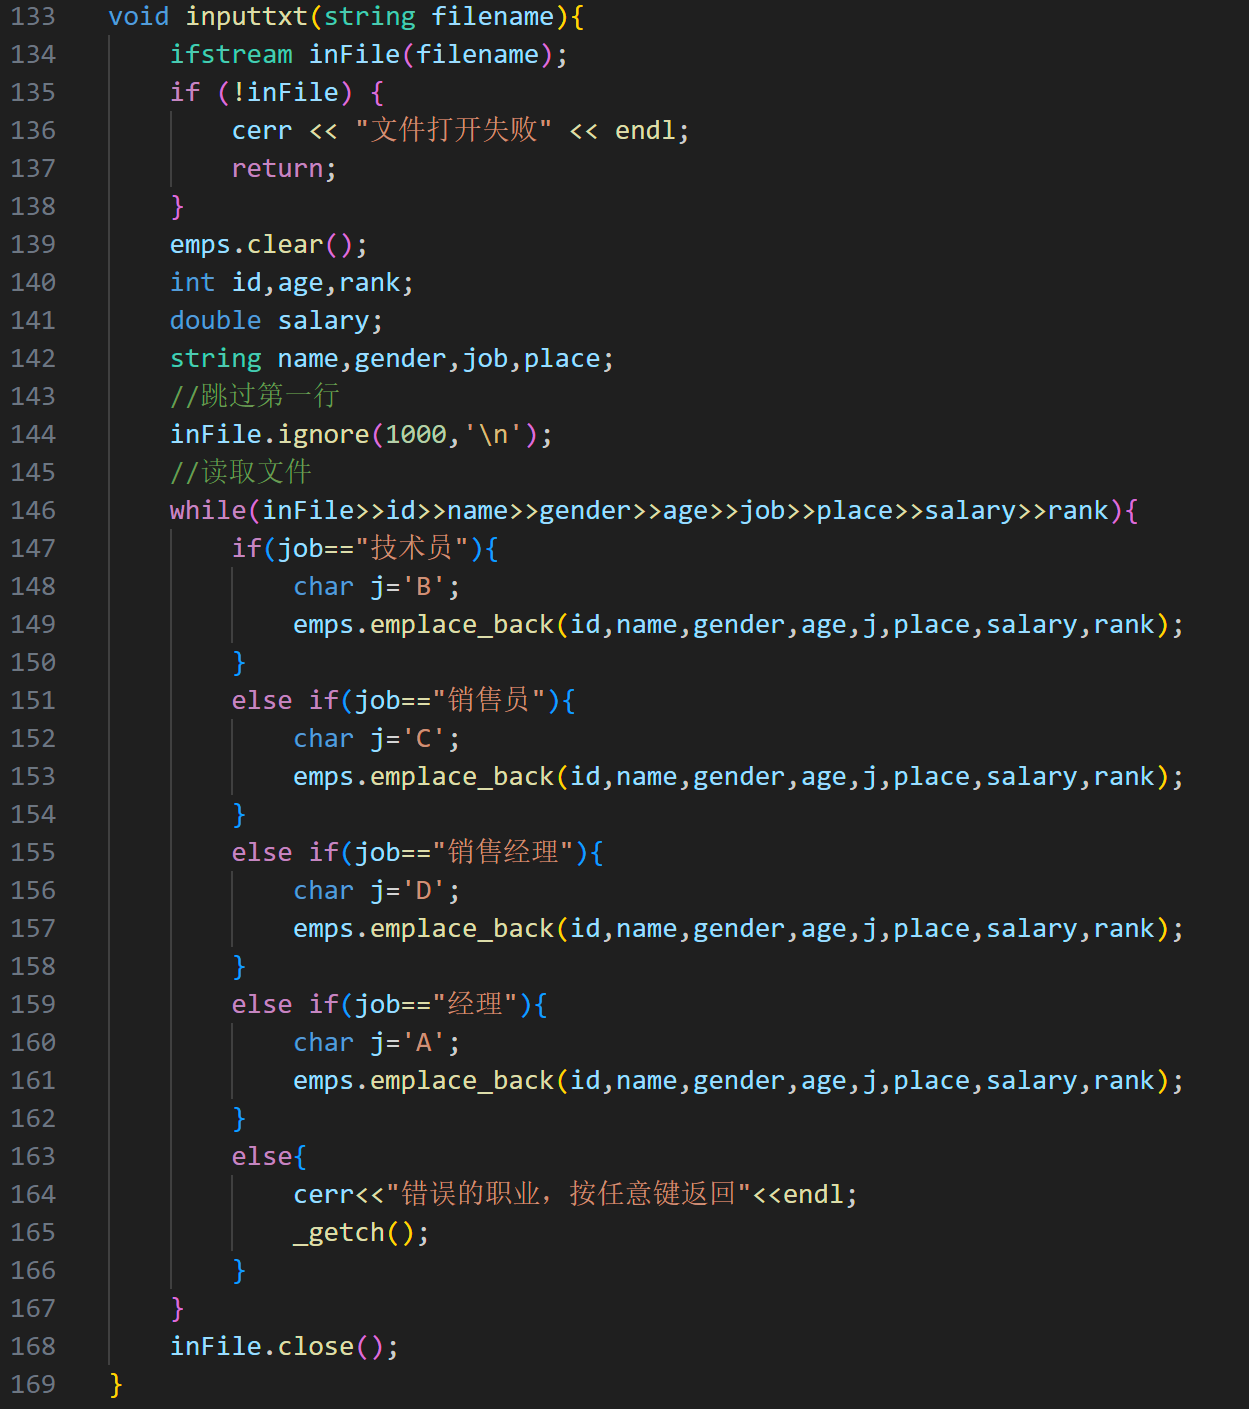 133 void inputtxt(string filename){
134     ifstream inFile(filename);
135     if (!inFile) {
136         cerr << "文件打开失败" << endl;
137         return;
138     }
139     emps.clear();
140     int id,age,rank;
141     double salary;
142     string name,gender,job,place;
143     //跳过第一行
144     inFile.ignore(1000,'\n');
145     //读取文件
146     while(inFile>>id>>name>>gender>>age>>job>>place>>salary>>rank){
147         if(job=="技术员"){
148             char j='B';
149             emps.emplace_back(id,name,gender,age,j,place,salary,rank);
150         }
151         else if(job=="销售员"){
152             char j='C';
153             emps.emplace_back(id,name,gender,age,j,place,salary,rank);
154         }
155         else if(job=="销售经理"){
156             char j='D';
157             emps.emplace_back(id,name,gender,age,j,place,salary,rank);
158         }
159         else if(job=="经理"){
160             char j='A';
161             emps.emplace_back(id,name,gender,age,j,place,salary,rank);
162         }
163         else{
164             cerr<<"错误的职业，按任意键返回"<<endl;
165             _getch();
166         }
167     }
168     inFile.close();
169 }